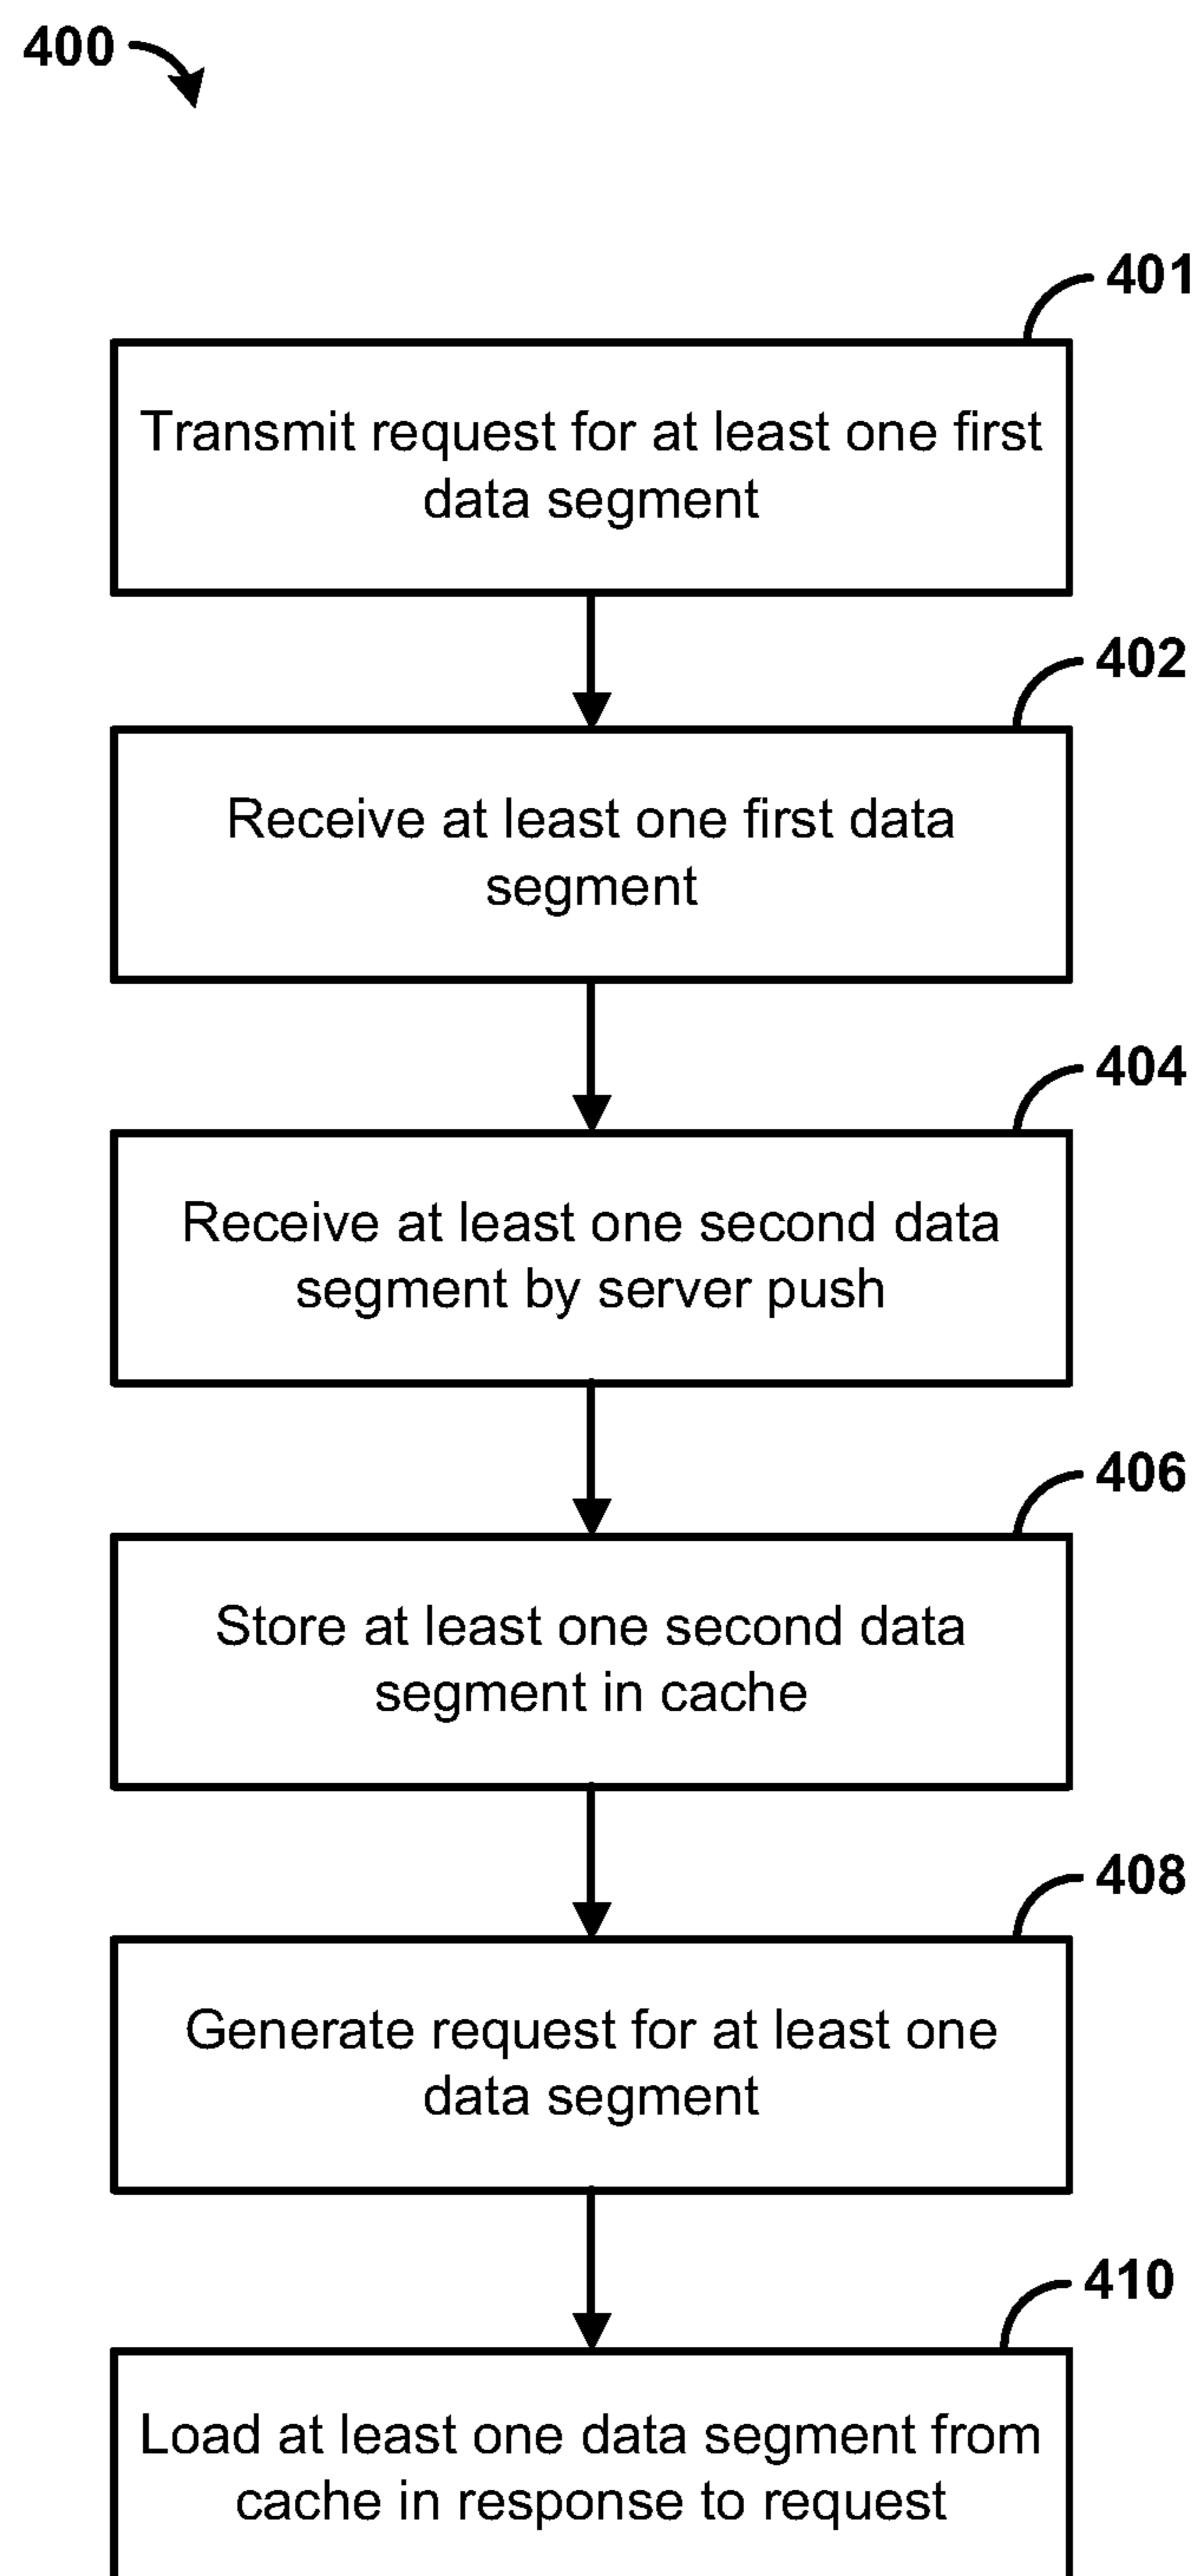 400
401
Transmit request for at least one first
data segment
402
Receive at least one first data
segment
404
Receive at least one second data
segment by server push
406
Store at least one second data
segment in cache
408
Generate request for at least one
data segment
410
Load at least one data segment from
cache in response to request